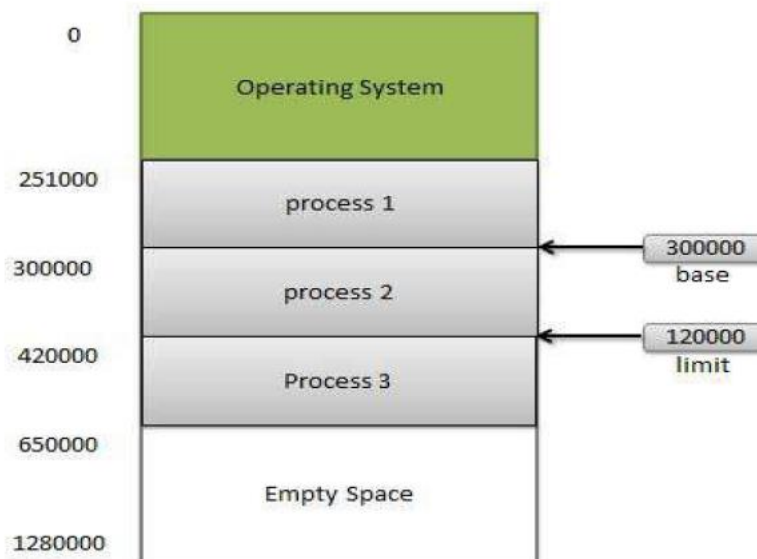 0
Operating System
251000
process 1
300000
base
300000
process 2
120000
limit
420000
Process 3
650000
Empty Space
1280000